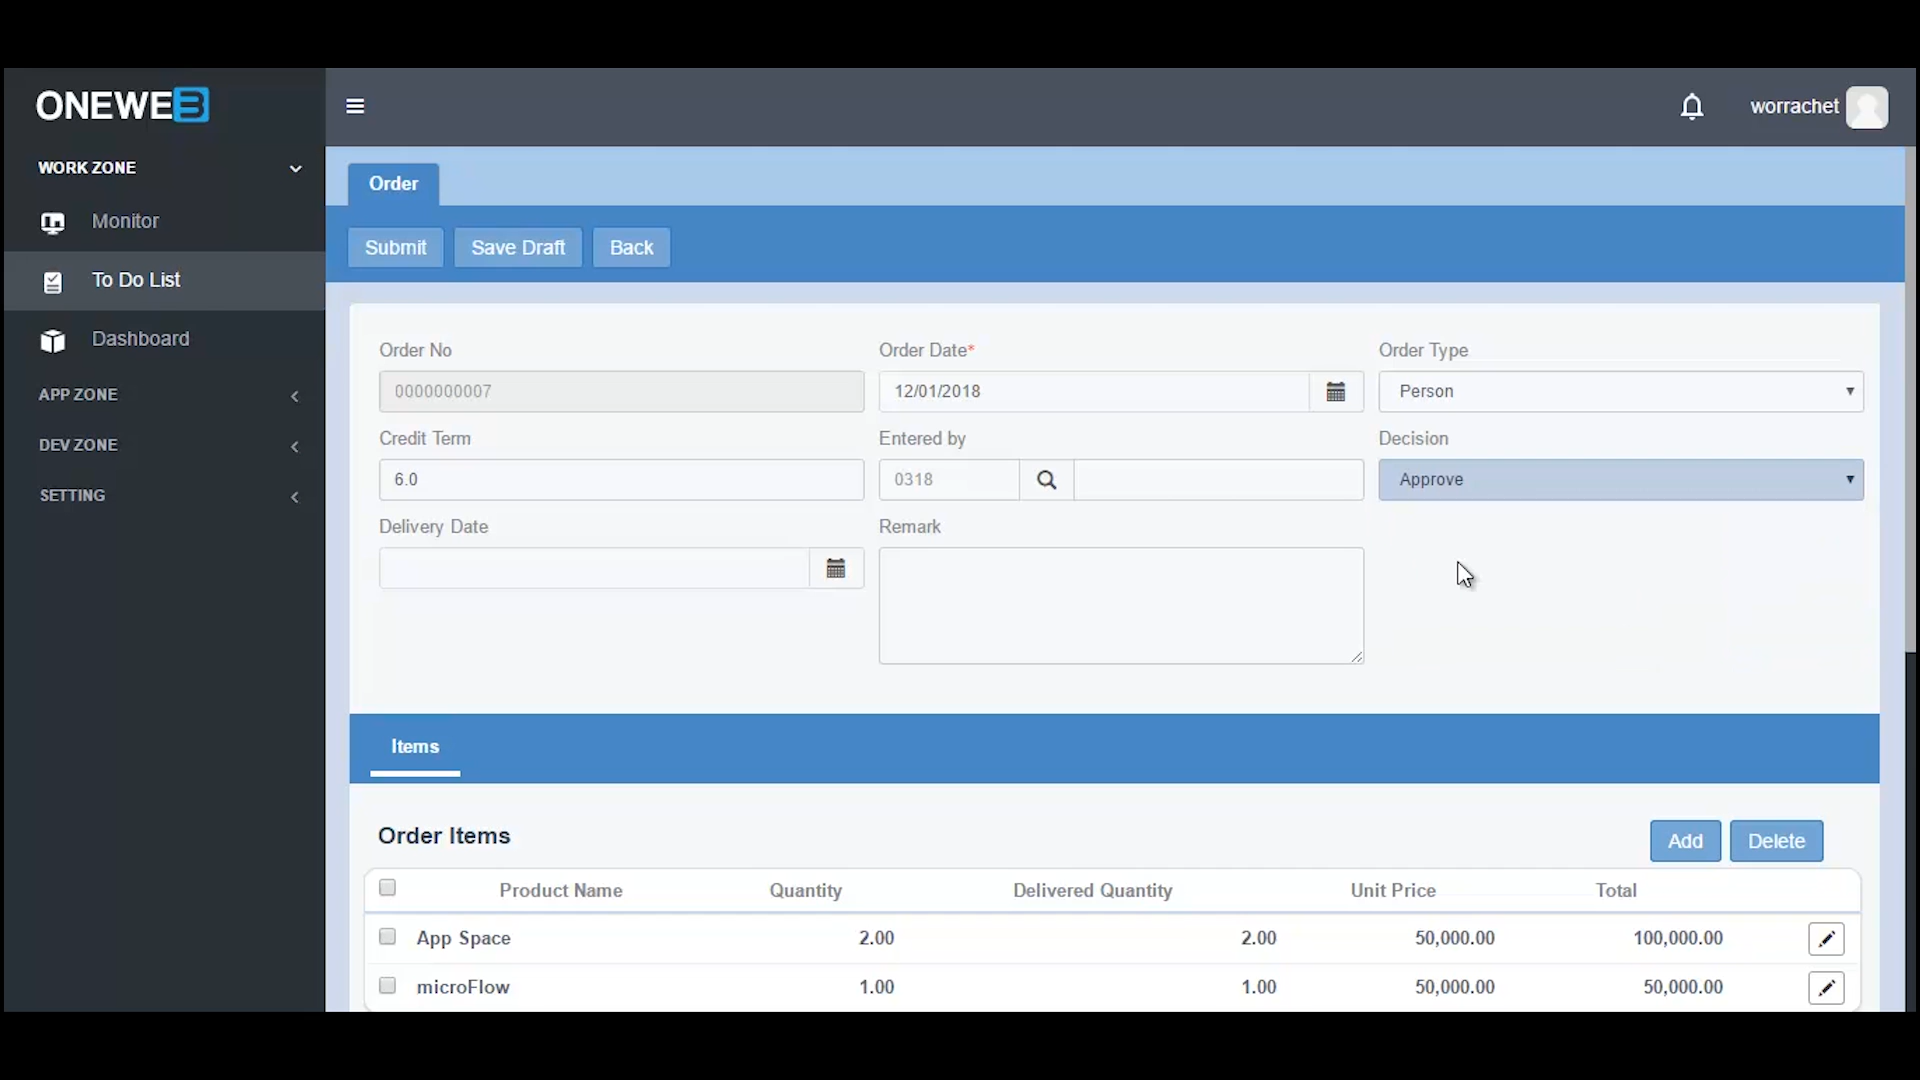 ONEWEB
worrachet
WORK ZONE
Monitor
To Do List
Dashboard
APP ZONE
DEV ZONE
SETTING
Order
Submit Save Draft Back
Order No Order Date* Order Type
0000000007 12/01/2018 Person
Credit Term Entered by Decision
6.0 0318 Approve
Delivery Date Remark
Items
Order Items Add Delete
Product Name Quantity Delivered Quantity Unit Price Total
App Space 2.00 2.00 50,000.00 100,000.00
microFlow 1.00 1.00 50,000.00 50,000.00